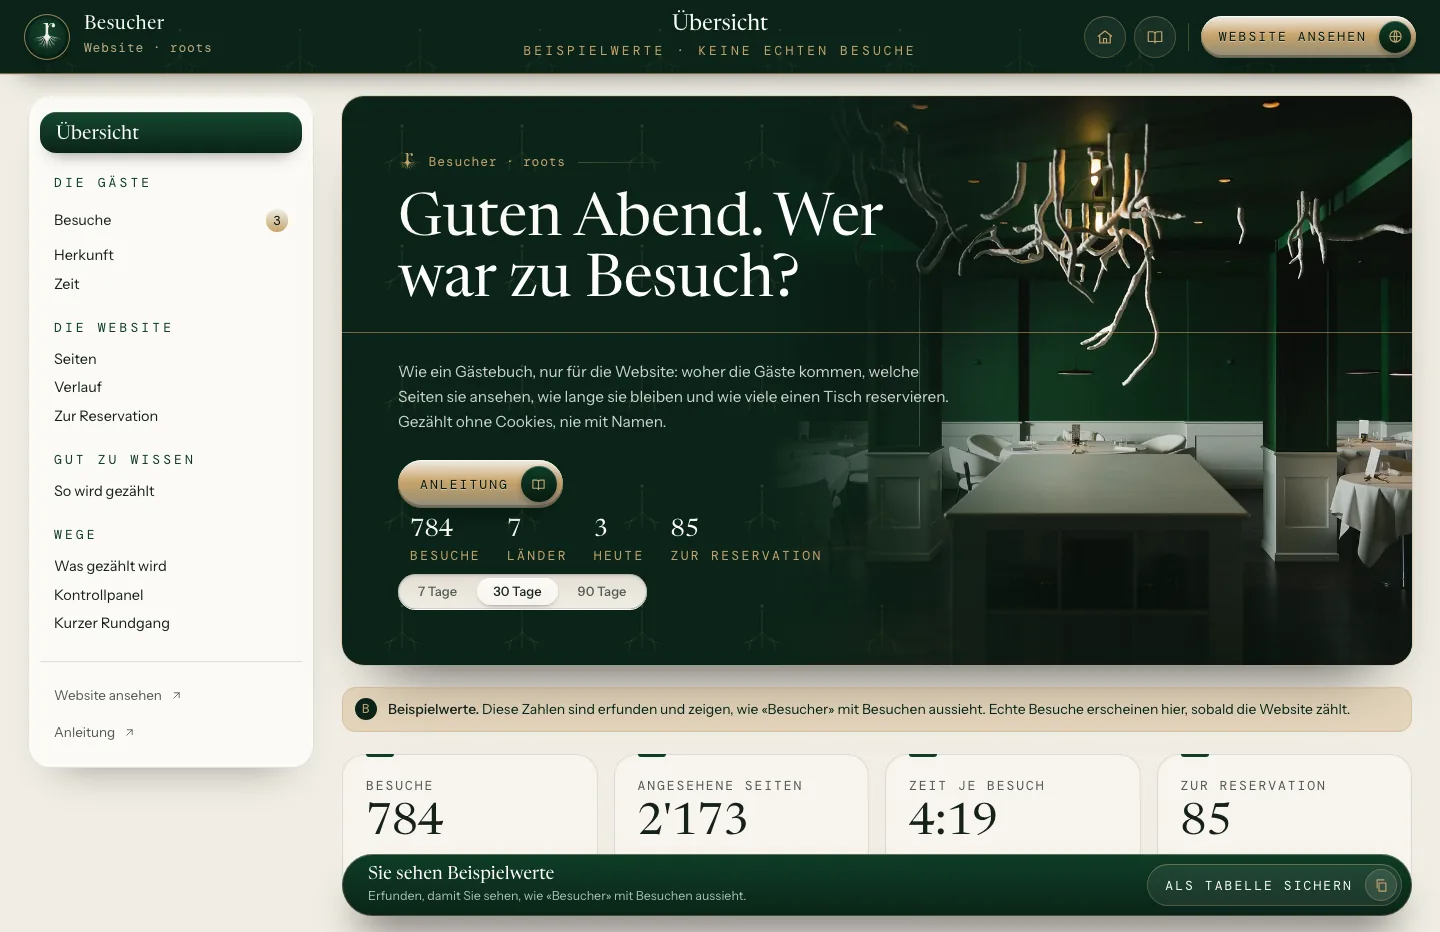 Besucher
Website · roots
Übersicht
BEISPIELWERTE · KEINE ECHTEN BESUCHE
WEBSITE ANSEHEN
Übersicht
DIE GÄSTE
Besuche 3
Herkunft
Zeit
DIE WEBSITE
Seiten
Verlauf
Zur Reservation
GUT ZU WISSEN
So wird gezählt
WEGE
Was gezählt wird
Kontrollpanel
Kurzer Rundgang
Website ansehen
Anleitung
Besucher · roots
Guten Abend. Wer
war zu Besuch?
Wie ein Gästebuch, nur für die Website: woher die Gäste kommen, welche
Seiten sie ansehen, wie lange sie bleiben und wie viele einen Tisch reservieren.
Gezählt ohne Cookies, nie mit Namen.
ANLEITUNG
784 7 3 85
BESUCHE LÄNDER HEUTE ZUR RESERVATION
7 Tage 30 Tage 90 Tage
B Beispielwerte. Diese Zahlen sind erfunden und zeigen, wie «Besucher» mit Besuchen aussieht. Echte Besuche erscheinen hier, sobald die Website zählt.
BESUCHE ANGESEHENE SEITEN ZEIT JE BESUCH ZUR RESERVATION
784 2'173 4:19 85
Sie sehen Beispielwerte
Erfunden, damit Sie sehen, wie «Besucher» mit Besuchen aussieht.
ALS TABELLE SICHERN